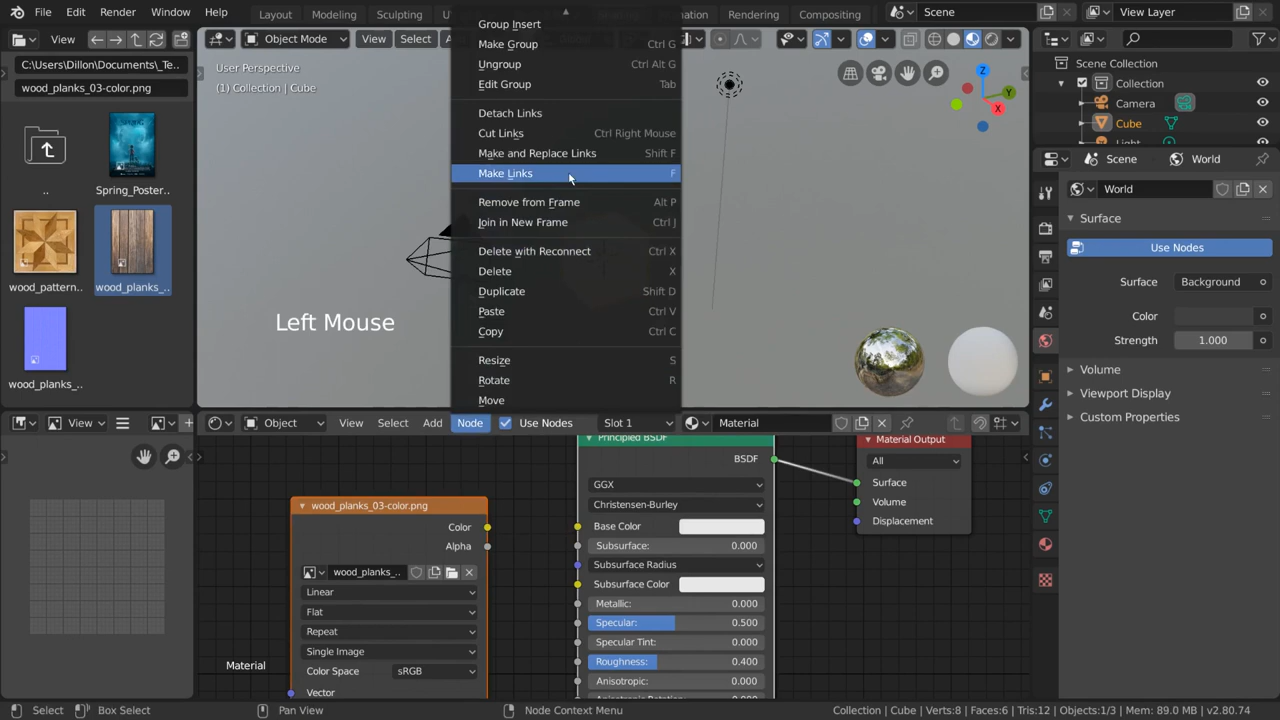 File Edit Render Window Help Layout Modeling Sculpting Rendering Compositing Scene View Layer
View
C:\Users\Dillon\Documents\_Te..
wood_planks_03-color.png
..
Spring_Poster..
wood_pattern..
wood_planks_..
wood_planks_..
Object Mode View Select
User Perspective
(1) Collection | Cube
Left Mouse
Group Insert
Make Group Ctrl G
Ungroup Ctrl Alt G
Edit Group Tab
Detach Links
Cut Links Ctrl Right Mouse
Make and Replace Links Shift F
Make Links F
Remove from Frame Alt P
Join in New Frame Ctrl J
Delete with Reconnect Ctrl X
Delete X
Duplicate Shift D
Paste Ctrl V
Copy Ctrl C
Resize S
Rotate R
Move
Z
Y
X
Scene Collection
Collection
Camera
Cube
Light
Scene World
World
Surface
Use Nodes
Surface Background
Color
Strength 1.000
Volume
Viewport Display
Custom Properties
View
Object View Select Add Node Use Nodes Slot 1 Material
wood_planks_03-color.png
Color
Alpha
wood_planks_..
Linear
Flat
Repeat
Single Image
Color Space sRGB
Vector
Material
Principled BSDF
BSDF
GGX
Christensen-Burley
Base Color
Subsurface: 0.000
Subsurface Radius
Subsurface Color
Metallic: 0.000
Specular: 0.500
Specular Tint: 0.000
Roughness: 0.400
Anisotropic: 0.000
Anisotropic Rotation 0.000
Material Output
All
Surface
Volume
Displacement
Select Box Select Pan View Node Context Menu Collection | Cube | Verts:8 | Faces:6 | Tris:12 | Objects:1/3 | Mem: 89.0 MB | v2.80.74